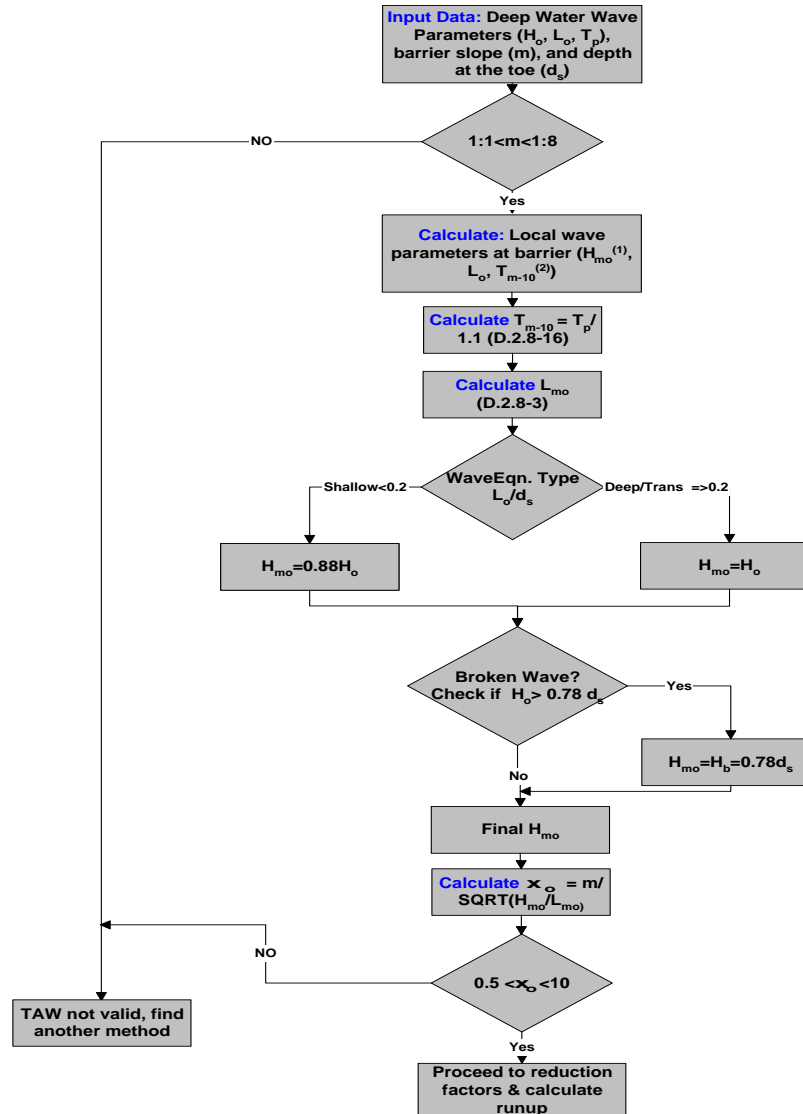 Input Data: Deep Water Wave
Parameters (Ho, Lo, Tp),
barrier slope (m), and depth
at the toe (ds)
NO
1:1<m<1:8
Yes
Calculate: Local wave
parameters at barrier (Hmo(1),
Lo, Tm-10(2))
Calculate Tm-10 = Tp/
1.1 (D.2.8-16)
Calculate Lmo
(D.2.8-3)
Shallow<0.2
WaveEqn. Type
Lo/ds
Deep/Trans =>0.2
Hmo=0.88Ho
Hmo=Ho
Broken Wave?
Check if Ho> 0.78 ds
Yes
Hmo=Hb=0.78ds
No
Final Hmo
Calculate xo = m/
SQRT(Hmo/Lmo)
NO
0.5 <xo<10
TAW not valid, find
another method
Yes
Proceed to reduction
factors & calculate
runup